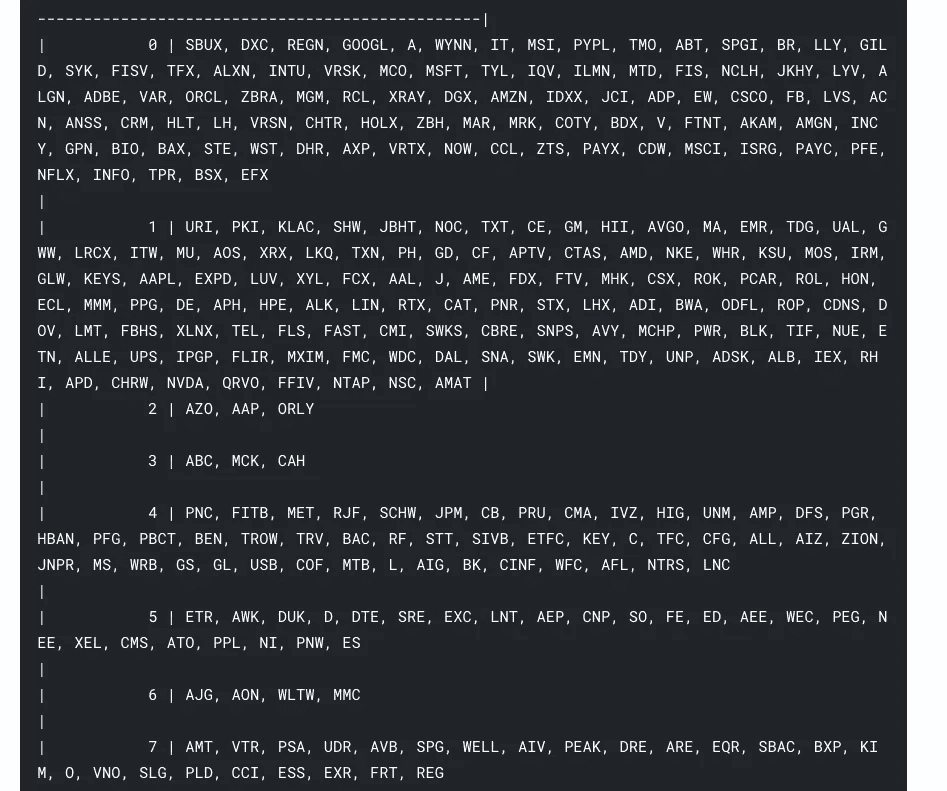 ------------------------------------------------|
|           0 | SBUX, DXC, REGN, GOOGL, A, WYNN, IT, MSI, PYPL, TMO, ABT, SPGI, BR, LLY, GIL
D, SYK, FISV, TFX, ALXN, INTU, VRSK, MCO, MSFT, TYL, IQV, ILMN, MTD, FIS, NCLH, JKHY, LYV, A
LGN, ADBE, VAR, ORCL, ZBRA, MGM, RCL, XRAY, DGX, AMZN, IDXX, JCI, ADP, EW, CSCO, FB, LVS, AC
N, ANSS, CRM, HLT, LH, VRSN, CHTR, HOLX, ZBH, MAR, MRK, COTY, BDX, V, FTNT, AKAM, AMGN, INC
Y, GPN, BIO, BAX, STE, WST, DHR, AXP, VRTX, NOW, CCL, ZTS, PAYX, CDW, MSCI, ISRG, PAYC, PFE,
NFLX, INFO, TPR, BSX, EFX
|
|           1 | URI, PKI, KLAC, SHW, JBHT, NOC, TXT, CE, GM, HII, AVGO, MA, EMR, TDG, UAL, G
WW, LRCX, ITW, MU, AOS, XRX, LKQ, TXN, PH, GD, CF, APTV, CTAS, AMD, NKE, WHR, KSU, MOS, IRM,
GLW, KEYS, AAPL, EXPD, LUV, XYL, FCX, AAL, J, AME, FDX, FTV, MHK, CSX, ROK, PCAR, ROL, HON,
ECL, MMM, PPG, DE, APH, HPE, ALK, LIN, RTX, CAT, PNR, STX, LHX, ADI, BWA, ODFL, ROP, CDNS, D
OV, LMT, FBHS, XLNX, TEL, FLS, FAST, CMI, SWKS, CBRE, SNPS, AVY, MCHP, PWR, BLK, TIF, NUE, E
TN, ALLE, UPS, IPGP, FLIR, MXIM, FMC, WDC, DAL, SNA, SWK, EMN, TDY, UNP, ADSK, ALB, IEX, RH
I, APD, CHRW, NVDA, QRVO, FFIV, NTAP, NSC, AMAT |
|           2 | AZO, AAP, ORLY
|
|           3 | ABC, MCK, CAH
|
|           4 | PNC, FITB, MET, RJF, SCHW, JPM, CB, PRU, CMA, IVZ, HIG, UNM, AMP, DFS, PGR,
HBAN, PFG, PBCT, BEN, TROW, TRV, BAC, RF, STT, SIVB, ETFC, KEY, C, TFC, CFG, ALL, AIZ, ZION,
JNPR, MS, WRB, GS, GL, USB, COF, MTB, L, AIG, BK, CINF, WFC, AFL, NTRS, LNC
|
|           5 | ETR, AWK, DUK, D, DTE, SRE, EXC, LNT, AEP, CNP, SO, FE, ED, AEE, WEC, PEG, N
EE, XEL, CMS, ATO, PPL, NI, PNW, ES
|
|           6 | AJG, AON, WLTW, MMC
|
|           7 | AMT, VTR, PSA, UDR, AVB, SPG, WELL, AIV, PEAK, DRE, ARE, EQR, SBAC, BXP, KI
M, O, VNO, SLG, PLD, CCI, ESS, EXR, FRT, REG